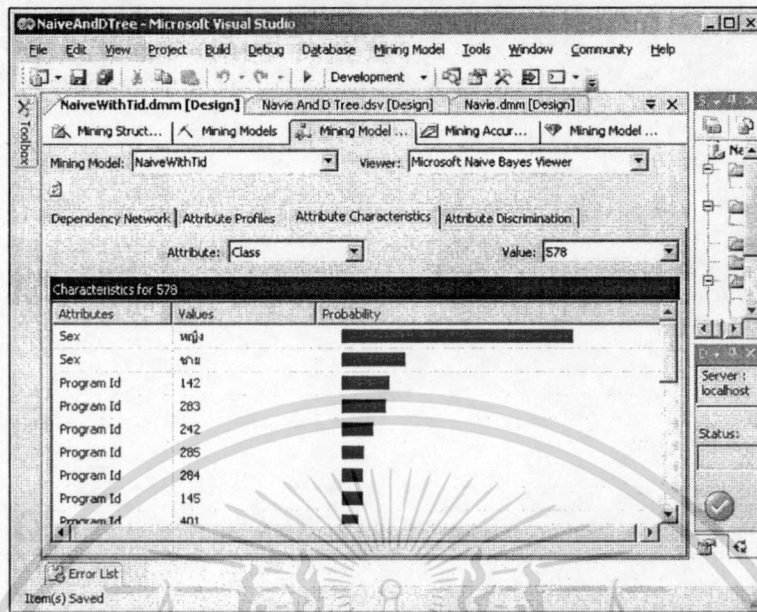 NaiveAndDTree - Microsoft Visual Studio
File Edit View Project Build Debug Database Mining Model Tools Window Community Help
Development
Toolbox
NaiveWithTid.dmm [Design] Navie And D Tree.dsv [Design] Navie.dmm [Design]
Mining Struct... Mining Models Mining Model ... Mining Accur... Mining Model ...
Mining Model: NaiveWithTid Viewer: Microsoft Naive Bayes Viewer
Dependency Network Attribute Profiles Attribute Characteristics Attribute Discrimination
Attribute: Class Value: 578
Characteristics for 578
Attributes Values Probability
Sex หญิง
Sex ชาย
Program Id 142
Program Id 283
Program Id 242
Program Id 285
Program Id 284
Program Id 145
Program Id 401
Server :
localhost
Status:
Error List
Item(s) Saved